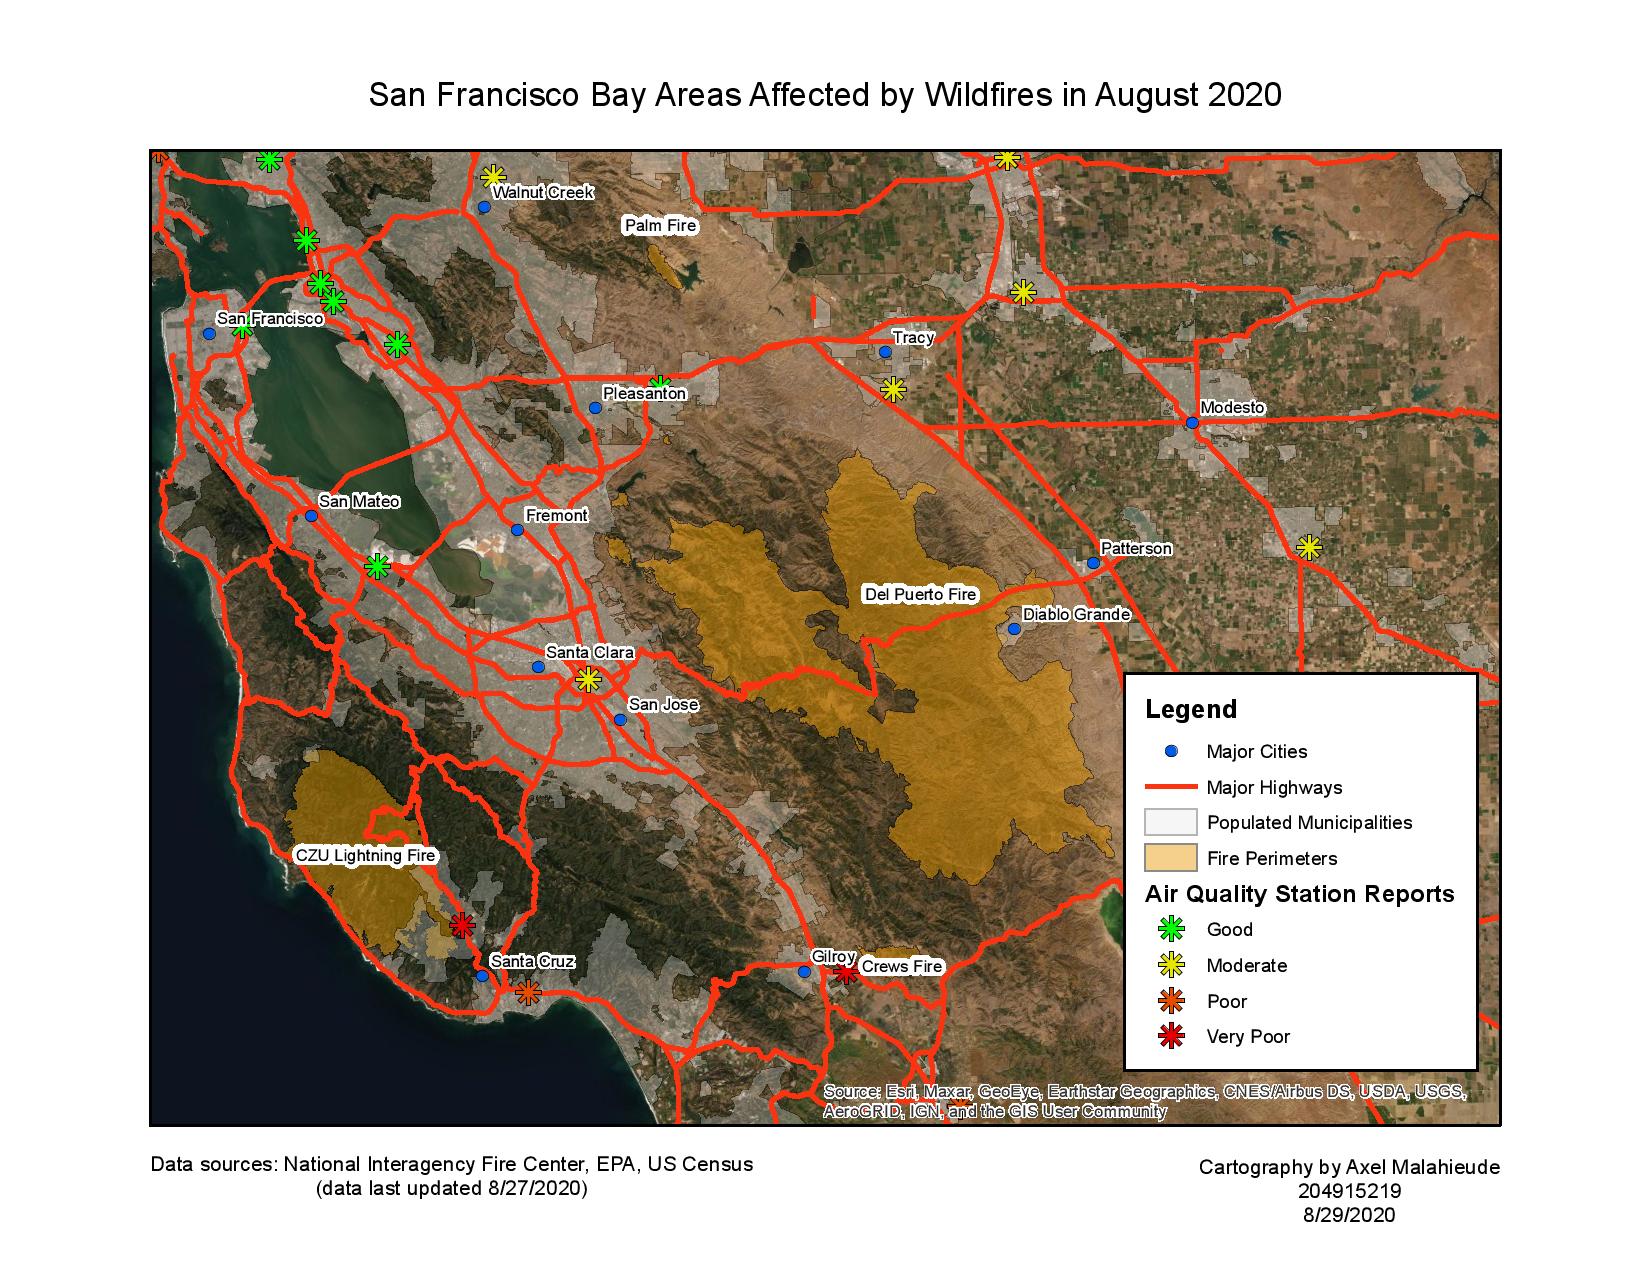 San Francisco Bay Areas Affected by Wildfires in August 2020
Walnut Creek
Palm Fire
San Francisco
Tracy
Pleasanton
Modesto
San Mateo
Fremont
Patterson
Del Puerto Fire
Diablo Grande
Santa Clara
San Jose
CZU Lightning Fire
Santa Cruz
Gilroy
Crews Fire
Legend
Major Cities
Major Highways
Populated Municipalities
Fire Perimeters
Air Quality Station Reports
Good
Moderate
Poor
Very Poor
Source: Esri, Maxar, GeoEye, Earthstar Geographics, CNES/Airbus DS, USDA, USGS,
AeroGRID, IGN, and the GIS User Community
Data sources: National Interagency Fire Center, EPA, US Census
(data last updated 8/27/2020)
Cartography by Axel Malahieude
204915219
8/29/2020